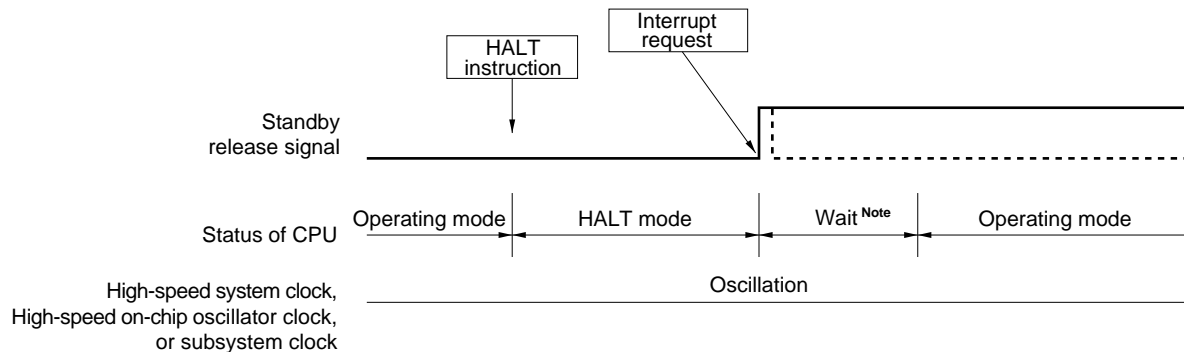 Interrupt
request
HALT
instruction
Standby
release signal
Status of CPU
Operating mode
HALT mode
Wait Note
Operating mode
High-speed system clock,
High-speed on-chip oscillator clock,
or subsystem clock
Oscillation